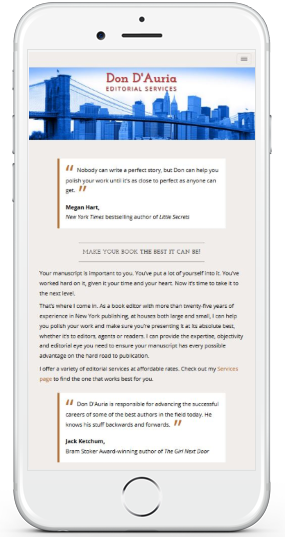 Don D'Auria
EDITORIAL SERVICES
“ Nobody can write a perfect story, but Don can help you
polish your work until it's as close to perfect as anyone can
get. ”
Megan Hart,
New York Times bestselling author of Little Secrets
MAKE YOUR BOOK THE BEST IT CAN BE!
Your manuscript is important to you. You've put a lot of yourself into it. You've
worked hard on it, given it your time and your heart. Now it's time to take it to
the next level.
That's where I come in. As a book editor with more than twenty-five years of
experience in New York publishing, at houses both large and small, I can help
you polish your work and make sure you're presenting it at its absolute best,
whether it's to editors, agents or readers. I can provide the expertise, objectivity
and editorial eye you need to ensure your manuscript has every possible
advantage on the hard road to publication.
I offer a variety of editorial services at affordable rates. Check out my Services
page to find the one that works best for you.
“ Don D'Auria is responsible for advancing the successful
careers of some of the best authors in the field today. He
knows his stuff backwards and forwards. ”
Jack Ketchum,
Bram Stoker Award-winning author of The Girl Next Door